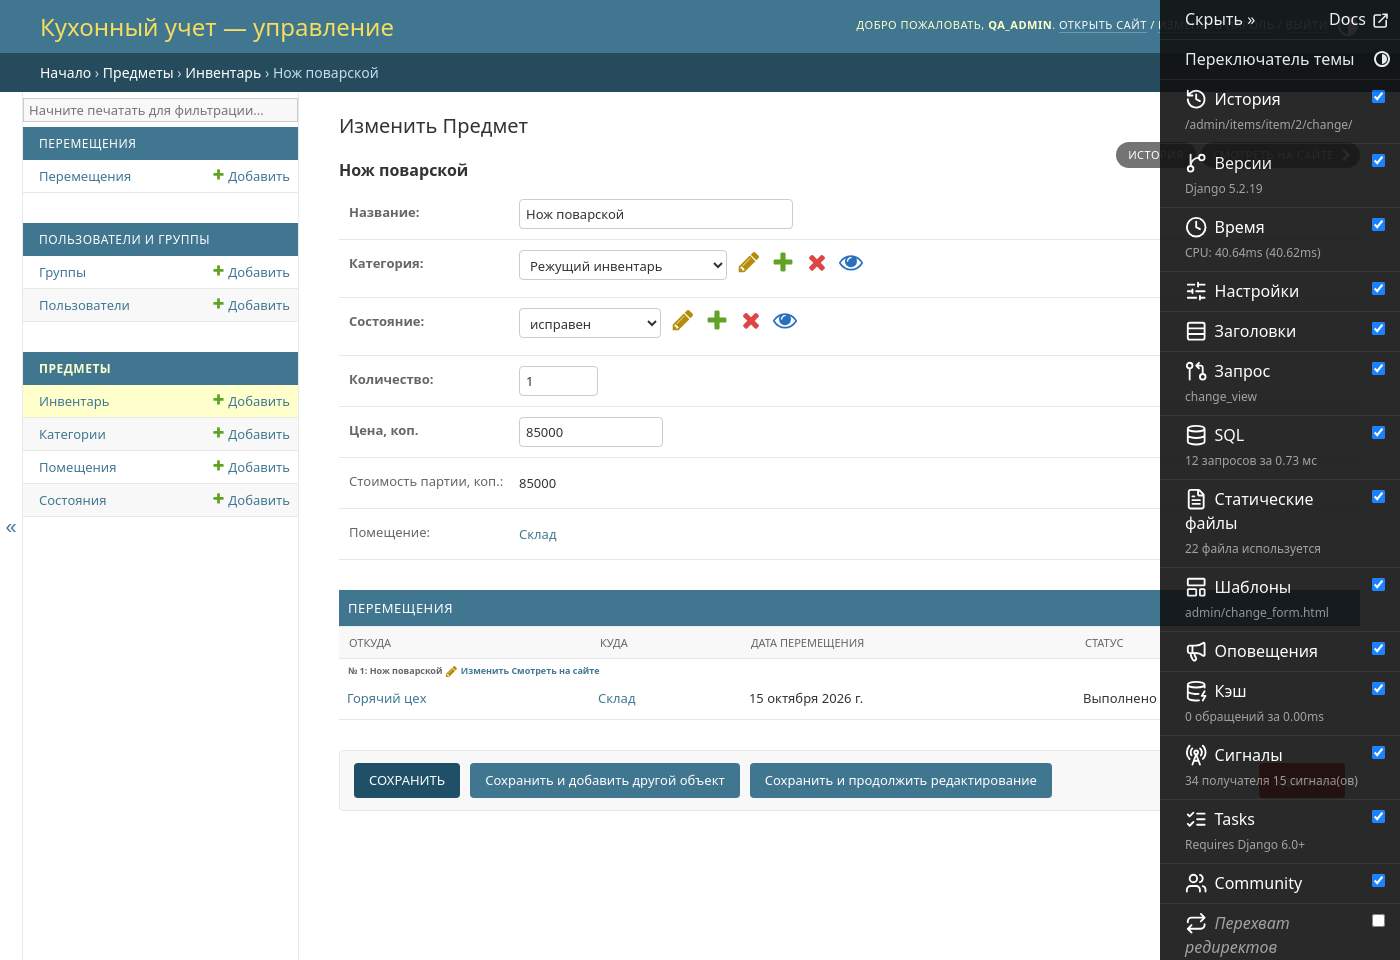 Кухонный учет — управление
ДОБРО ПОЖАЛОВАТЬ, QA_ADMIN. ОТКРЫТЬ САЙТ /
Начало › Предметы › Инвентарь › Нож поварской
Начните печатать для фильтрации...
ПЕРЕМЕЩЕНИЯ
Перемещения Добавить
ПОЛЬЗОВАТЕЛИ И ГРУППЫ
Группы Добавить
Пользователи Добавить
ПРЕДМЕТЫ
Инвентарь Добавить
Категории Добавить
Помещения Добавить
Состояния Добавить
«
Изменить Предмет
Нож поварской
Название: Нож поварской
Категория: Режущий инвентарь
Состояние: исправен
Количество: 1
Цена, коп. 85000
Стоимость партии, коп.: 85000
Помещение: Склад
ПЕРЕМЕЩЕНИЯ
ОТКУДА КУДА ДАТА ПЕРЕМЕЩЕНИЯ СТАТУС
№ 1: Нож поварской Изменить Смотреть на сайте
Горячий цех Склад 15 октября 2026 г. Выполнено
СОХРАНИТЬ Сохранить и добавить другой объект Сохранить и продолжить редактирование
Скрыть » Docs
Переключатель темы
История
/admin/items/item/2/change/
Версии
Django 5.2.19
Время
CPU: 40.64ms (40.62ms)
Настройки
Заголовки
Запрос
change_view
SQL
12 запросов за 0.73 мс
Статические
файлы
22 файла используется
Шаблоны
admin/change_form.html
Оповещения
Кэш
0 обращений за 0.00ms
Сигналы
34 получателя 15 сигнала(ов)
Tasks
Requires Django 6.0+
Community
Перехват
редиректов